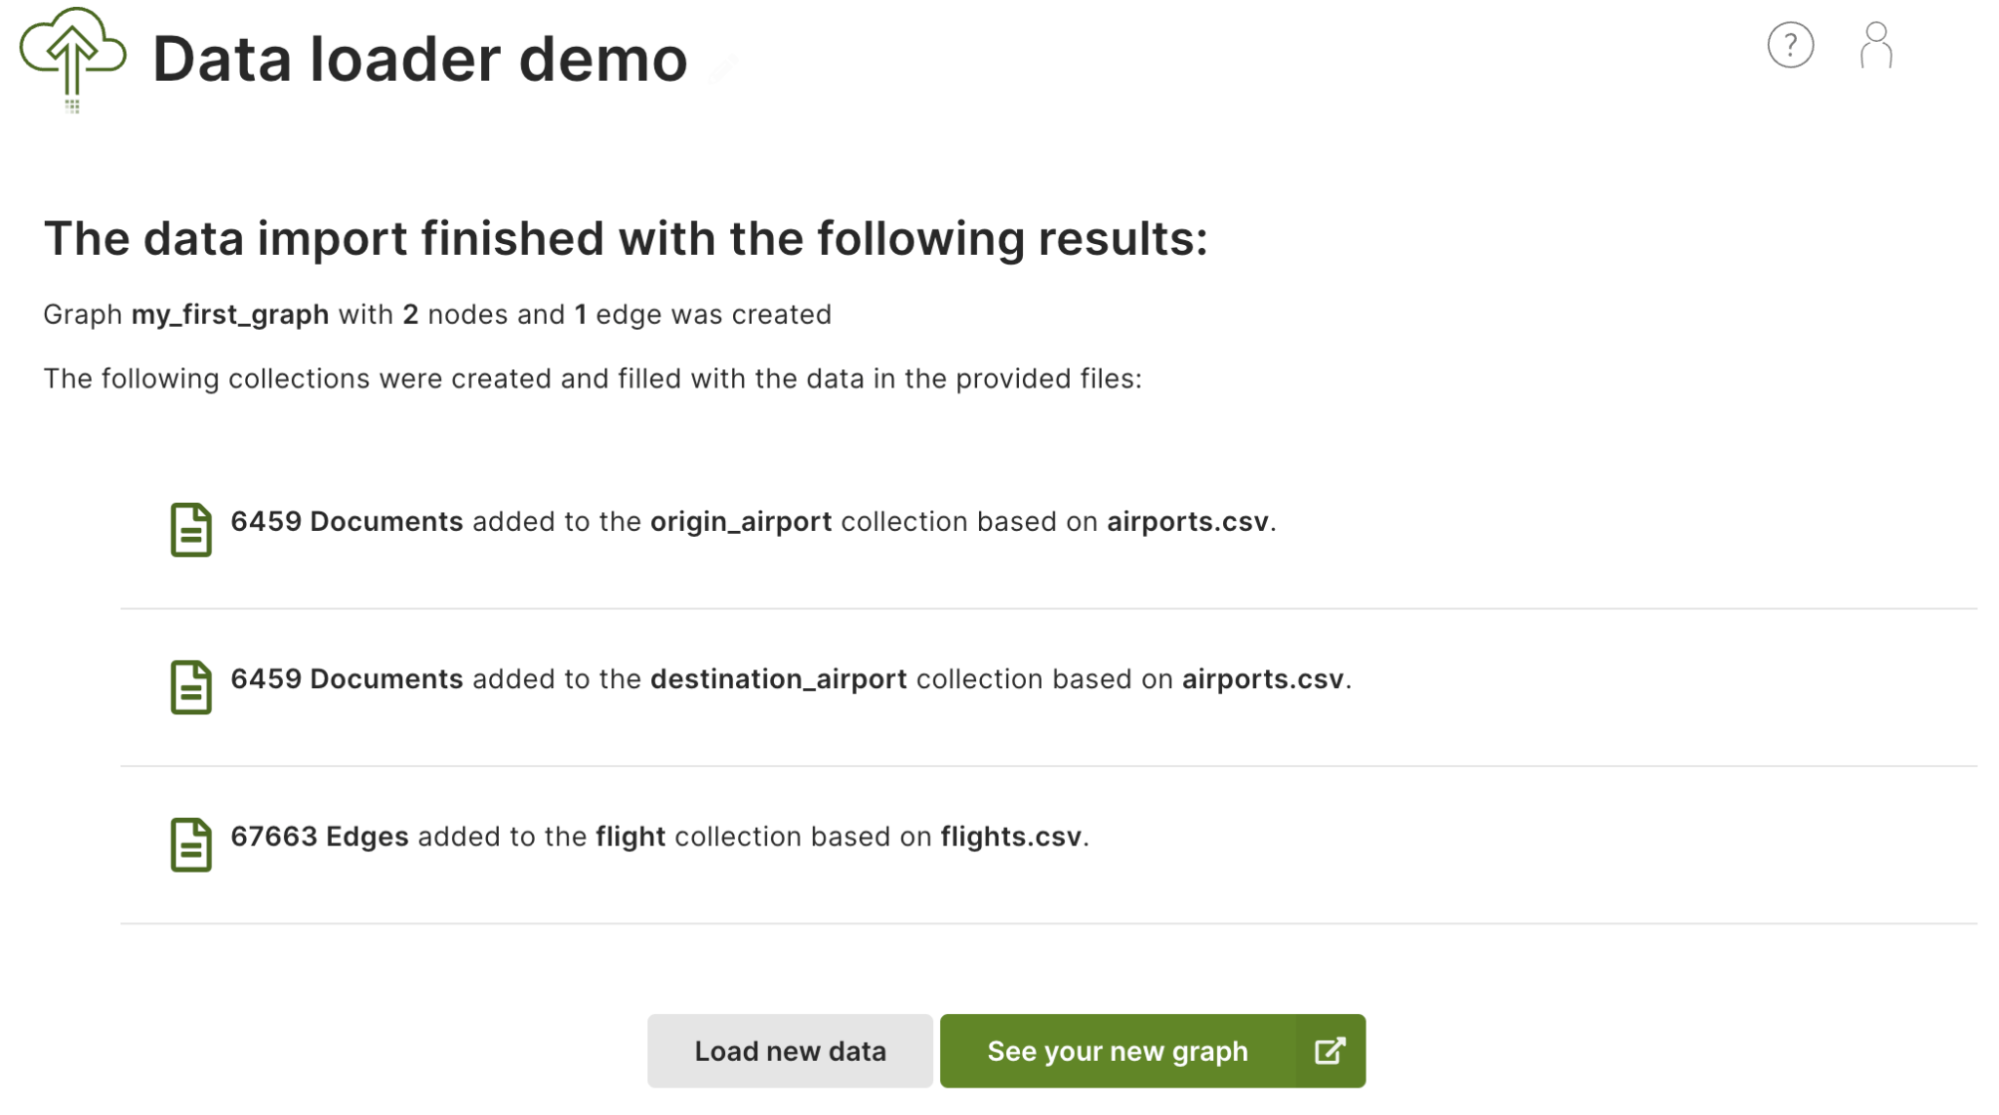 Data loader demo
?
The data import finished with the following results:
Graph my_first_graph with 2 nodes and 1 edge was created
The following collections were created and filled with the data in the provided files:
6459 Documents added to the origin_airport collection based on airports.csv.
6459 Documents added to the destination_airport collection based on airports.csv.
67663 Edges added to the flight collection based on flights.csv.
Load new data
See your new graph